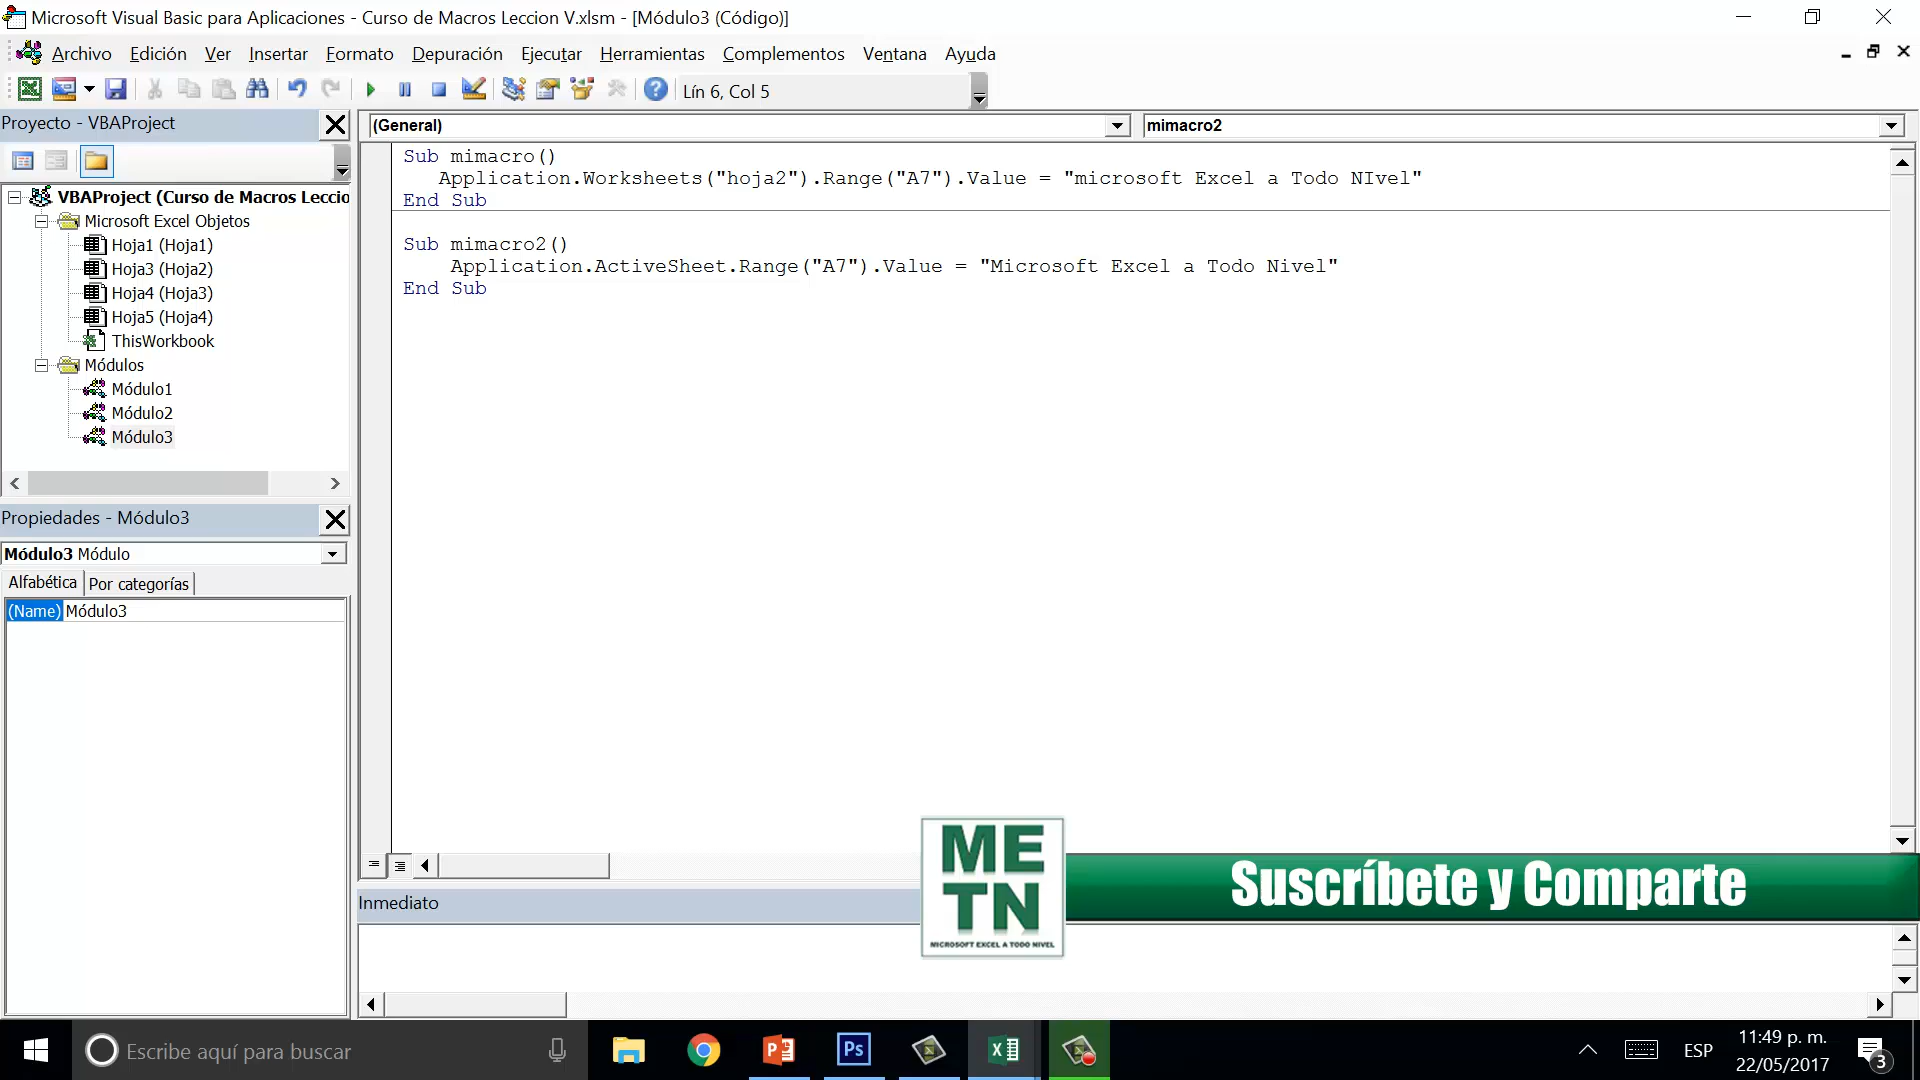 Microsoft Visual Basic para Aplicaciones - Curso de Macros Leccion V.xlsm - [Módulo3 (Código)]
Archivo Edición Ver Insertar Formato Depuración Ejecutar Herramientas Complementos Ventana Ayuda
Lín 6, Col 5
Proyecto - VBAProject
(General)
mimacro2
VBAProject (Curso de Macros Leccio
Microsoft Excel Objetos
Hoja1 (Hoja1)
Hoja3 (Hoja2)
Hoja4 (Hoja3)
Hoja5 (Hoja4)
ThisWorkbook
Módulos
Módulo1
Módulo2
Módulo3
Sub mimacro()
Application.Worksheets("hoja2").Range("A7").Value = "microsoft Excel a Todo NIvel"
End Sub
Sub mimacro2()
Application.ActiveSheet.Range("A7").Value = "Microsoft Excel a Todo Nivel"
End Sub
Propiedades - Módulo3
Módulo3 Módulo
Alfabética Por categorías
(Name) Módulo3
Inmediato
ME
TN
MICROSOFT EXCEL A TODO NIVEL
Suscríbete y Comparte
Escribe aquí para buscar
Ps
ESP
11:49 p. m.
22/05/2017
3